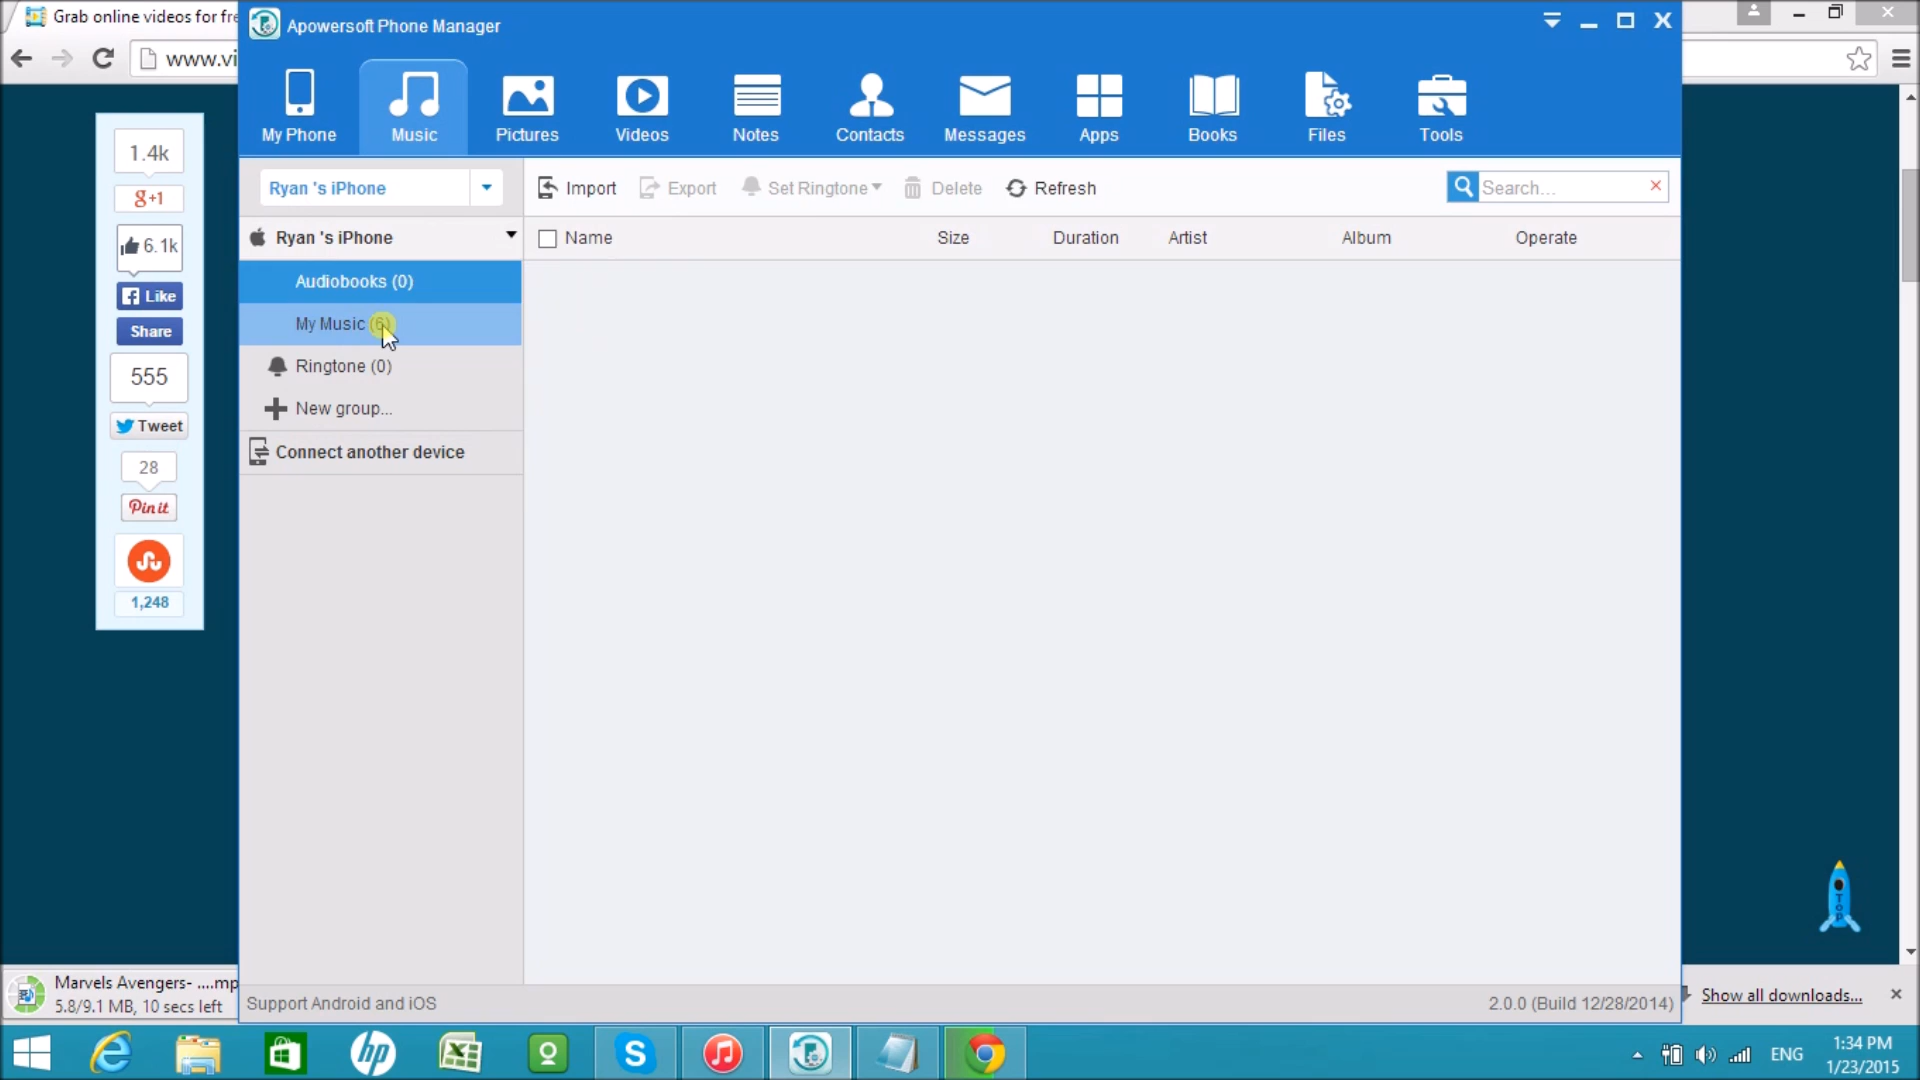 Grab online videos for fre
www.vi
Apowersoft Phone Manager
My Phone
Music
Pictures
Videos
Notes
Contacts
Messages
Apps
Books
Files
Tools
Ryan 's iPhone
Import
Export
Set Ringtone
Delete
Refresh
Search...
Ryan 's iPhone
Name
Size
Duration
Artist
Album
Operate
Audiobooks (0)
My Music (6)
Ringtone (0)
New group...
Connect another device
1.4k
g+1
6.1k
Like
Share
555
Tweet
28
Pin it
1,248
TOP
Marvels Avengers- ....mp
5.8/9.1 MB, 10 secs left
Support Android and iOS
2.0.0 (Build 12/28/2014)
Show all downloads...
hp
ENG
1:34 PM
1/23/2015